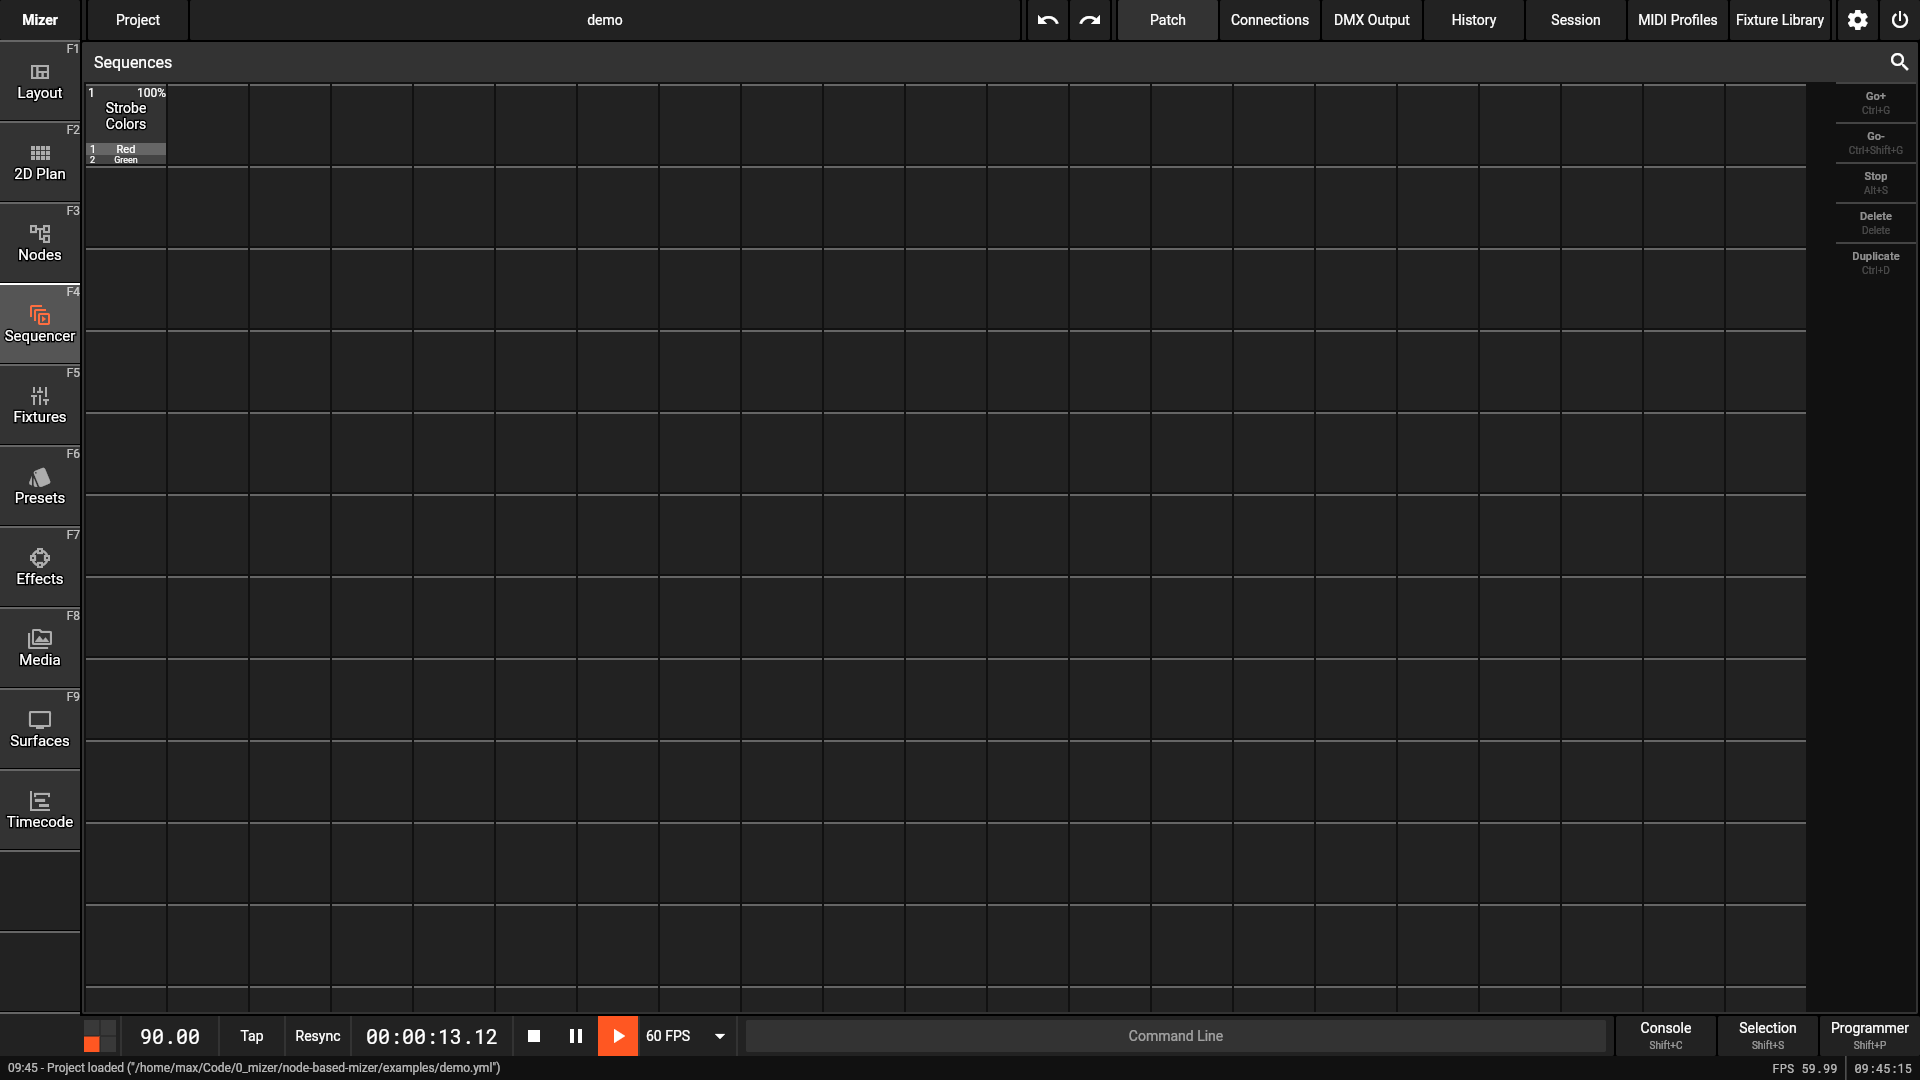 Mizer
Project
demo
Patch
Connections
DMX Output
History
Session
MIDI Profiles
Fixture Library
F1
Layout
F2
2D Plan
F3
Nodes
F4
Sequencer
F5
Fixtures
F6
Presets
F7
Effects
F8
Media
F9
Surfaces
Timecode
Sequences
1 100%
Strobe
Colors
1 Red
2 Green
Go+
Ctrl+G
Go-
Ctrl+Shift+G
Stop
Alt+S
Delete
Delete
Duplicate
Ctrl+D
90.00
Tap
Resync
00:00:13.12
60 FPS
Command Line
Console
Shift+C
Selection
Shift+S
Programmer
Shift+P
09:45 - Project loaded ("/home/max/Code/0_mizer/node-based-mizer/examples/demo.yml")
FPS 59.99
09:45:15